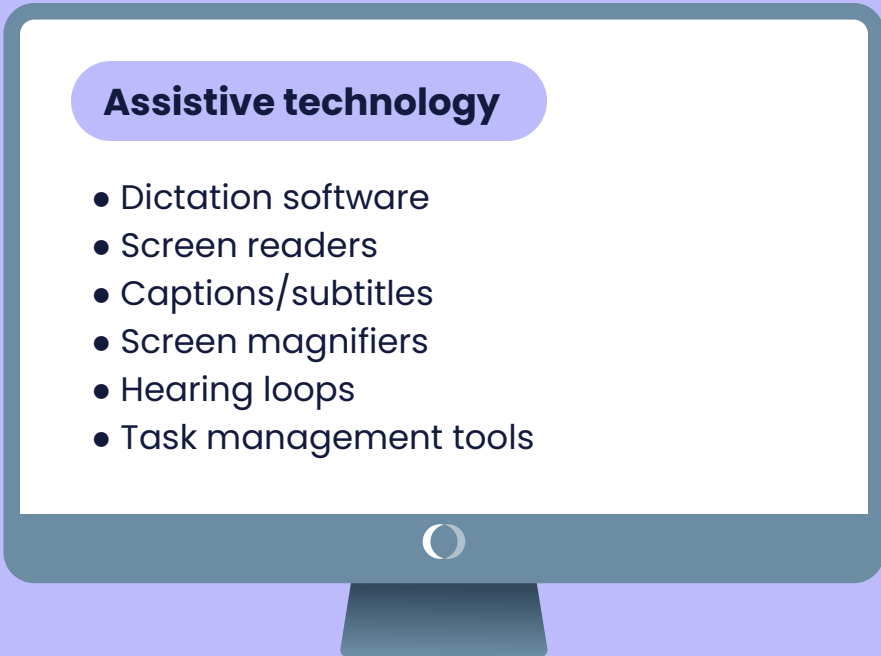 Assistive technology
● Dictation software
● Screen readers
● Captions/subtitles
● Screen magnifiers
● Hearing loops
● Task management tools